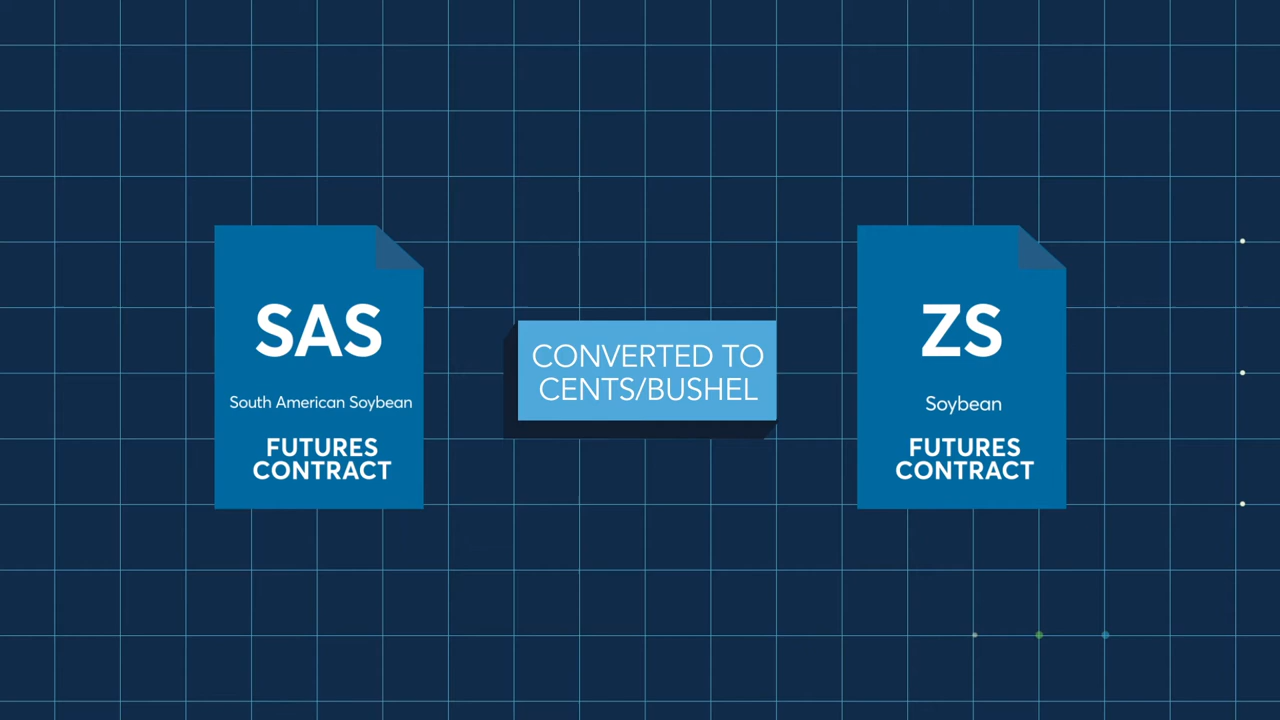 SAS
South American Soybean
FUTURES
CONTRACT
CONVERTED TO
CENTS/BUSHEL
ZS
Soybean
FUTURES
CONTRACT